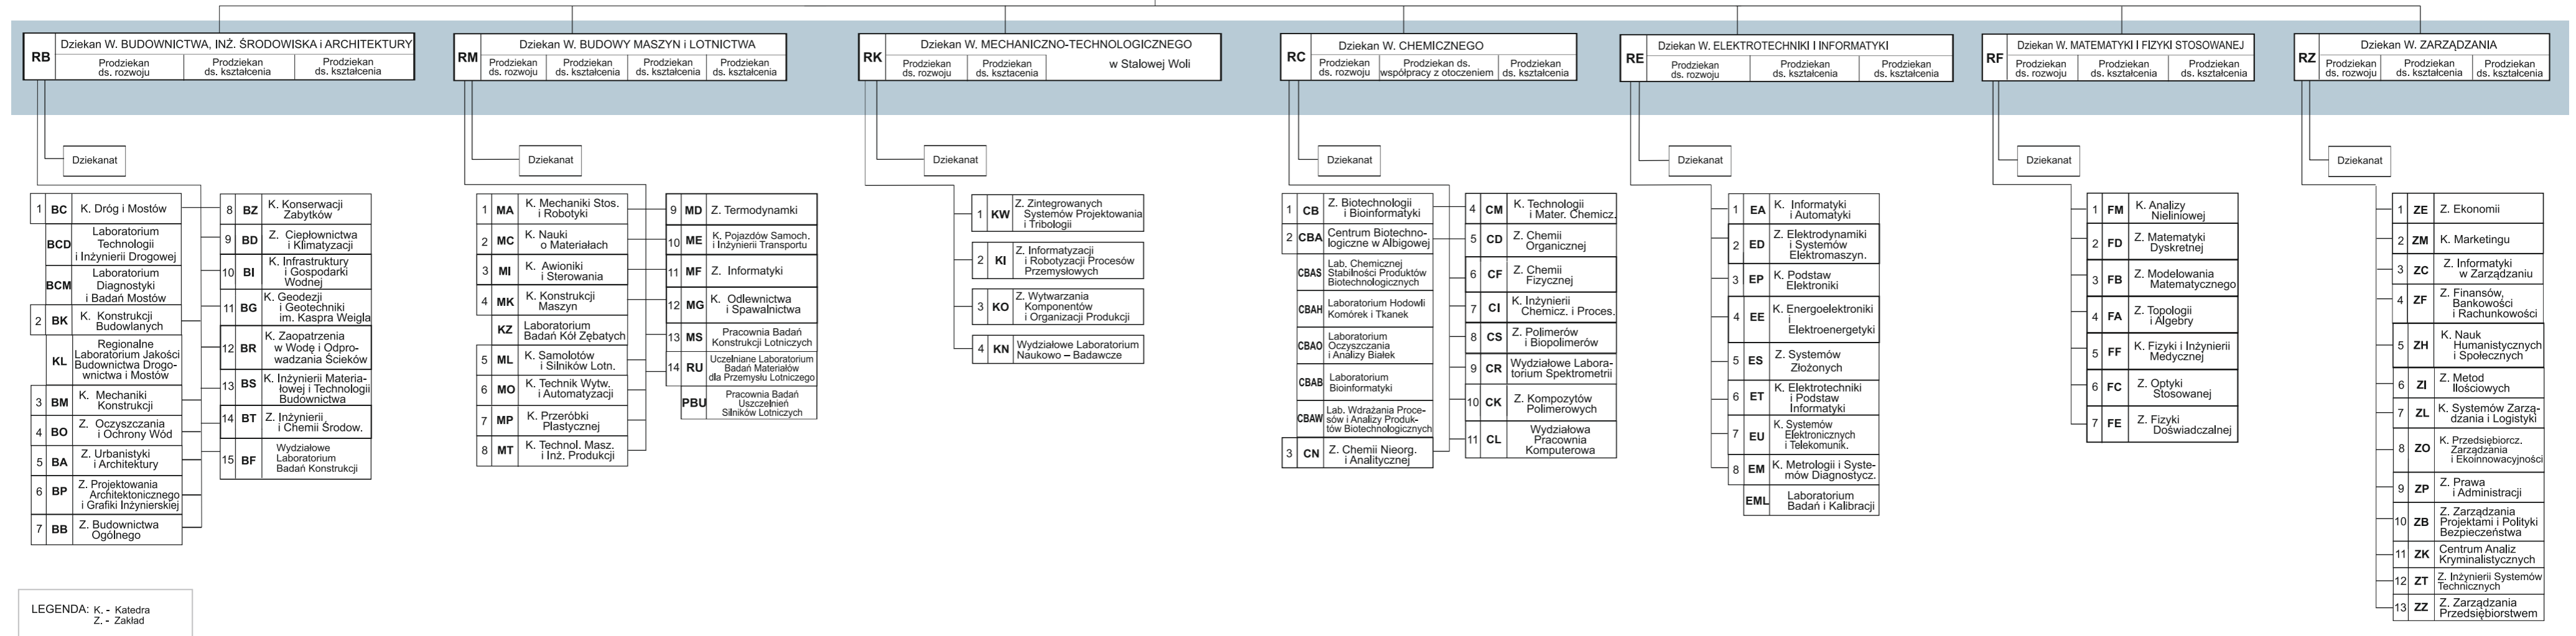 RB
Dziekan W. BUDOWNICTWA, INŻ. ŚRODOWISKA i ARCHITEKTURY
Prodziekan
ds. rozwoju
Prodziekan
ds. kształcenia
Prodziekan
ds. kształcenia
Dziekanat
1 BC K. Dróg i Mostów
BCD Laboratorium
Technologii
i Inżynierii Drogowej
BCM Laboratorium
Diagnostyki
i Badań Mostów
2 BK K. Konstrukcji
Budowlanych
KL Regionalne
Laboratorium Jakości
Budownictwa Drogo-
wnictwa i Mostów
3 BM K. Mechaniki
Konstrukcji
4 BO Z. Oczyszczania
i Ochrony Wód
5 BA Z. Urbanistyki
i Architektury
6 BP Z. Projektowania
Architektonicznego
i Grafiki Inżynierskiej
7 BB Z. Budownictwa
Ogólnego
8 BZ K. Konserwacji
Zabytków
9 BD Z. Ciepłownictwa
i Klimatyzacji
10 BI K. Infrastruktury
i Gospodarki
Wodnej
11 BG K. Geodezji
i Geotechniki
im. Kaspra Weigla
12 BR K. Zaopatrzenia
w Wodę i Odpro-
wadzania Ścieków
13 BS K. Inżynierii Materia-
łowej i Technologii
Budownictwa
14 BT Z. Inżynierii
i Chemii Środow.
15 BF Wydziałowe
Laboratorium
Badań Konstrukcji
RM
Dziekan W. BUDOWY MASZYN i LOTNICTWA
Prodziekan
ds. rozwoju
Prodziekan
ds. kształcenia
Prodziekan
ds. kształcenia
Prodziekan
ds. kształcenia
Dziekanat
1 MA K. Mechaniki Stos.
i Robotyki
2 MC K. Nauki
o Materiałach
3 MI K. Awioniki
i Sterowania
4 MK K. Konstrukcji
Maszyn
KZ Laboratorium
Badań Kół Zębatych
5 ML K. Samolotów
i Silników Lotn.
6 MO K. Technik Wytw.
i Automatyzacji
7 MP K. Przeróbki
Plastycznej
8 MT K. Technol. Masz.
i Inż. Produkcji
9 MD Z. Termodynamki
10 ME K. Pojazdów Samoch.
i Inżynierii Transportu
11 MF Z. Informatyki
12 MG K. Odlewnictwa
i Spawalnictwa
13 MS Pracownia Badań
Konstrukcji Lotniczych
14 RU Uczelniane Laboratorium
Badań Materiałów
dla Przemysłu Lotniczego
PBU Pracownia Badań
Uszczelnień
Silników Lotniczych
RK
Dziekan W. MECHANICZNO-TECHNOLOGICZNEGO
Prodziekan
ds. rozwoju
Prodziekan
ds. kształcenia
w Stalowej Woli
Dziekanat
1 KW Z. Zintegrowanych
Systemów Projektowania
i Tribologii
2 KI Z. Informatyzacji
i Robotyzacji Procesów
Przemysłowych
3 KO Z. Wytwarzania
Komponentów
i Organizacji Produkcji
4 KN Wydziałowe Laboratorium
Naukowo – Badawcze
RC
Dziekan W. CHEMICZNEGO
Prodziekan
ds. rozwoju
Prodziekan ds.
współpracy z otoczeniem
Prodziekan
ds. kształcenia
Dziekanat
1 CB Z. Biotechnologii
i Bioinformatyki
2 CBA Centrum Biotechno-
logiczne w Albigowej
CBAS Lab. Chemicznej
Stabilności Produktów
Biotechnologicznych
CBAH Laboratorium Hodowli
Komórek i Tkanek
CBAO Laboratorium
Oczyszczania
i Analizy Białek
CBAB Laboratorium
Bioinformatyki
CBAW Lab. Wdrażania Proce-
sów i Analizy Produk-
tów Biotechnologicznych
3 CN Z. Chemii Nieorg.
i Analitycznej
4 CM K. Technologii
i Mater. Chemicz.
5 CD Z. Chemii
Organicznej
6 CF Z. Chemii
Fizycznej
7 CI K. Inżynierii
Chemicz. i Proces.
8 CS Z. Polimerów
i Biopolimerów
9 CR Wydziałowe Labora-
torium Spektrometrii
10 CK Z. Kompozytów
Polimerowych
11 CL Wydziałowa
Pracownia
Komputerowa
RE
Dziekan W. ELEKTROTECHNIKI I INFORMATYKI
Prodziekan
ds. rozwoju
Prodziekan
ds. kształcenia
Prodziekan
ds. kształcenia
Dziekanat
1 EA K. Informatyki
i Automatyki
2 ED Z. Elektrodynamiki
i Systemów
Elektromaszyn.
3 EP K. Podstaw
Elektroniki
4 EE K. Energoelektroniki
i
Elektroenergetyki
5 ES Z. Systemów
Złożonych
6 ET K. Elektrotechniki
i Podstaw
Informatyki
7 EU K. Systemów
Elektronicznych
i Telekomunik.
8 EM K. Metrologii i Syste-
mów Diagnostycz.
EML Laboratorium
Badań i Kalibracji
RF
Dziekan W. MATEMATYKI I FIZYKI STOSOWANEJ
Prodziekan
ds. rozwoju
Prodziekan
ds. kształcenia
Prodziekan
ds. kształcenia
Dziekanat
1 FM K. Analizy
Nieliniowej
2 FD Z. Matematyki
Dyskretnej
3 FB Z. Modelowania
Matematycznego
4 FA Z. Topologii
i Algebry
5 FF K. Fizyki i Inżynierii
Medycznej
6 FC Z. Optyki
Stosowanej
7 FE Z. Fizyki
Doświadczalnej
RZ
Dziekan W. ZARZĄDZANIA
Prodziekan
ds. rozwoju
Prodziekan
ds. kształcenia
Prodziekan
ds. kształcenia
Dziekanat
1 ZE Z. Ekonomii
2 ZM K. Marketingu
3 ZC Z. Informatyki
w Zarządzaniu
4 ZF Z. Finansów,
Bankowości
i Rachunkowości
5 ZH K. Nauk
Humanistycznych
i Społecznych
6 ZI Z. Metod
Ilościowych
7 ZL K. Systemów Zarzą-
dzania i Logistyki
8 ZO K. Przedsiębiorcz.
Zarządzania
i Ekoinnowacyjności
9 ZP Z. Prawa
i Administracji
10 ZB Z. Zarządzania
Projektami i Polityki
Bezpieczeństwa
11 ZK Centrum Analiz
Kryminalistycznych
12 ZT Z. Inżynierii Systemów
Technicznych
13 ZZ Z. Zarządzania
Przedsiębiorstwem
LEGENDA: K. - Katedra
Z. - Zakład